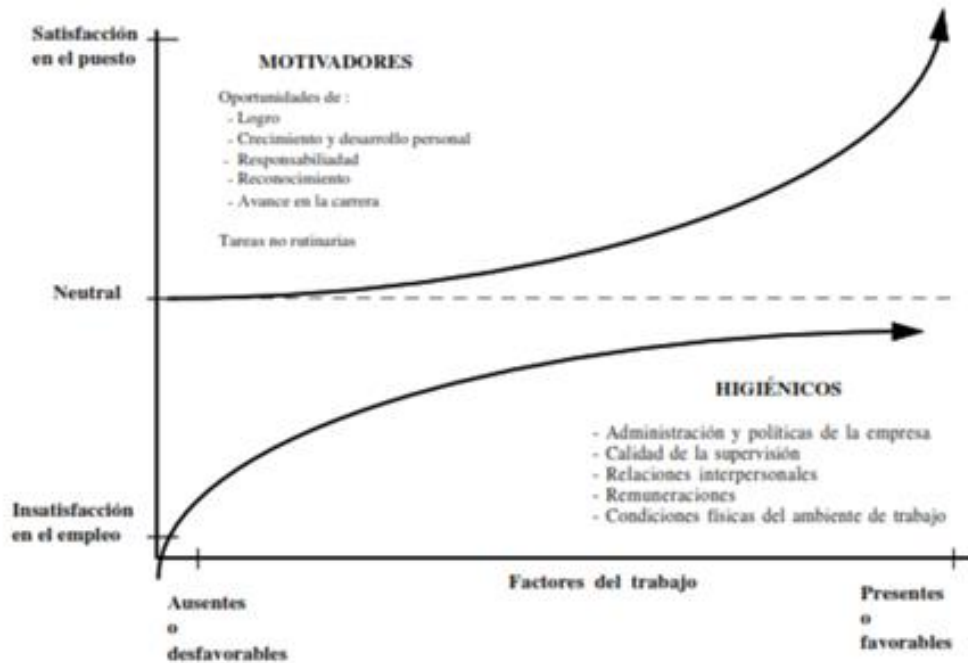 Satisfacción
en el puesto
MOTIVADORES
Oportunidades de :
- Logro
- Crecimiento y desarrollo personal
- Responsabiliadad
- Reconocimiento
- Avance en la carrera
Tareas no rutinarias
Neutral
HIGIÉNICOS
- Administración y políticas de la empresa
- Calidad de la supervisión
- Relaciones interpersonales
- Remuneraciones
- Condiciones físicas del ambiente de trabajo
Insatisfacción
en el empleo
Factores del trabajo
Ausentes
o
desfavorables
Presentes
o
favorables